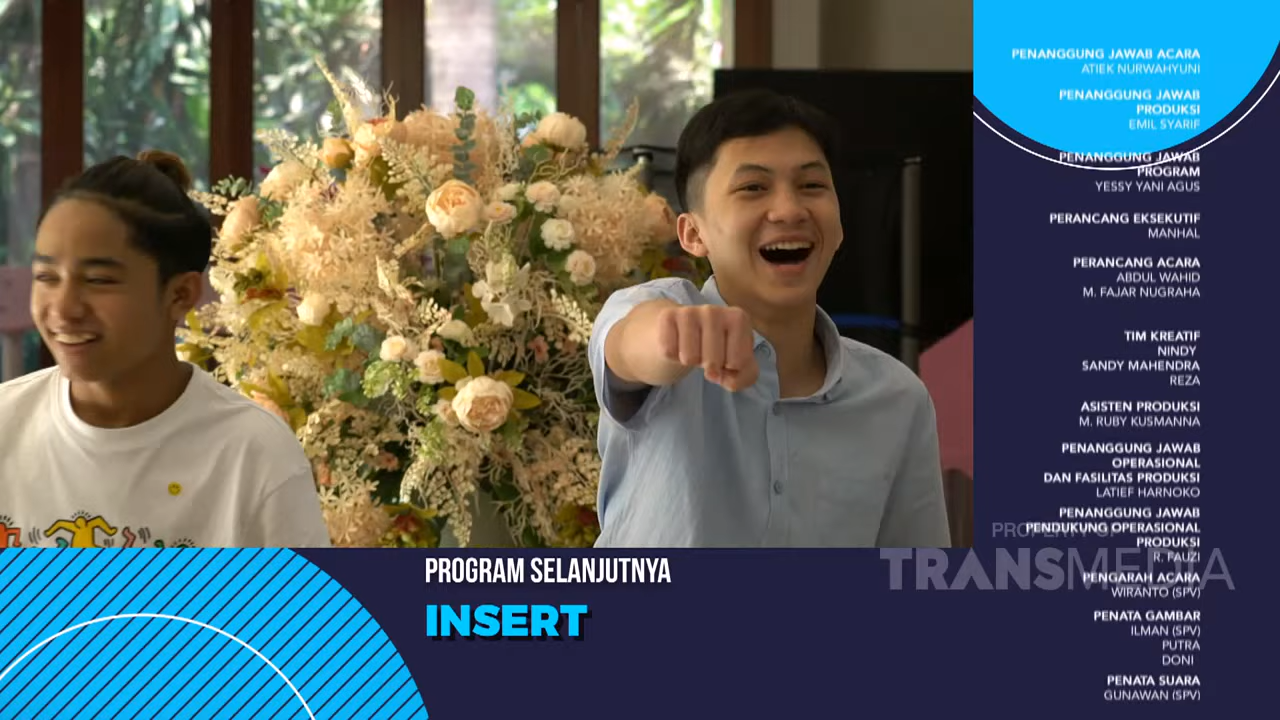 PENANGGUNG JAWAB ACARA
ATIEK NURWAHYUNI
PENANGGUNG JAWAB
PRODUKSI
EMIL SYARIF
PENANGGUNG JAWAB
PROGRAM
YESSY YANI AGUS
PERANCANG EKSEKUTIF
MANHAL
PERANCANG ACARA
ABDUL WAHID
M. FAJAR NUGRAHA
TIM KREATIF
NINDY
SANDY MAHENDRA
REZA
ASISTEN PRODUKSI
M. RUBY KUSMANNA
PENANGGUNG JAWAB
OPERASIONAL
DAN FASILITAS PRODUKSI
LATIEF HARNOKO
PENANGGUNG JAWAB
PENDUKUNG OPERASIONAL
PRODUKSI
R. FAUZI
PENGARAH ACARA
WIRANTO (SPV)
PENATA GAMBAR
ILMAN (SPV)
PUTRA
DONI
PENATA SUARA
GUNAWAN (SPV)
PROPERTY OF
TRANSMEDIA
PROGRAM SELANJUTNYA
INSERT